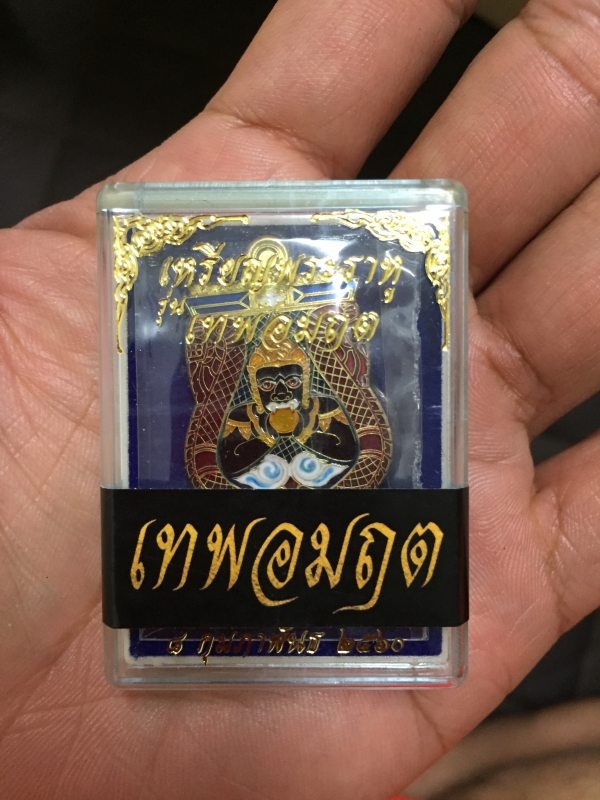 เหรียญพระราหู
รุ่น เทพอมฤต
เทพอมฤต
๘ กุมภาพันธ ๒๕๖๐